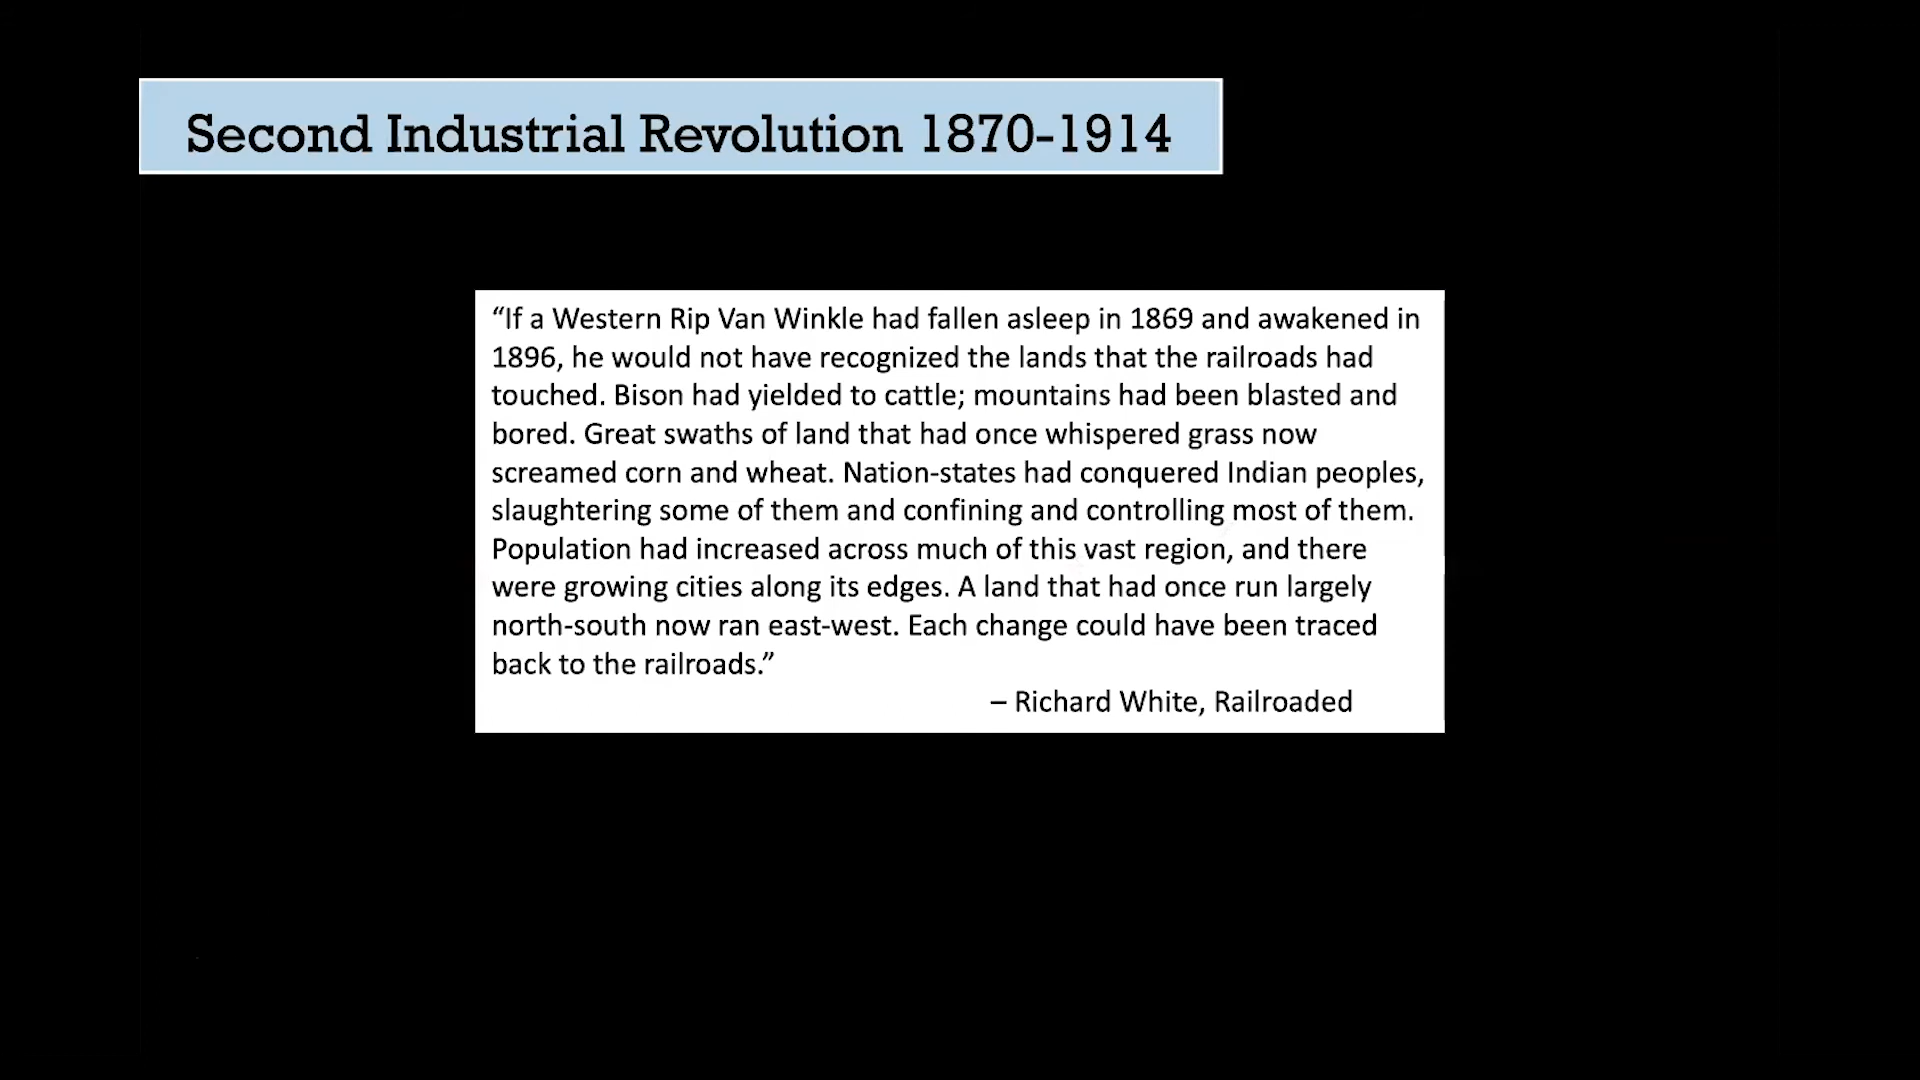 Second Industrial Revolution 1870-1914
“If a Western Rip Van Winkle had fallen asleep in 1869 and awakened in
1896, he would not have recognized the lands that the railroads had
touched. Bison had yielded to cattle; mountains had been blasted and
bored. Great swaths of land that had once whispered grass now
screamed corn and wheat. Nation-states had conquered Indian peoples,
slaughtering some of them and confining and controlling most of them.
Population had increased across much of this vast region, and there
were growing cities along its edges. A land that had once run largely
north-south now ran east-west. Each change could have been traced
back to the railroads.”
– Richard White, Railroaded